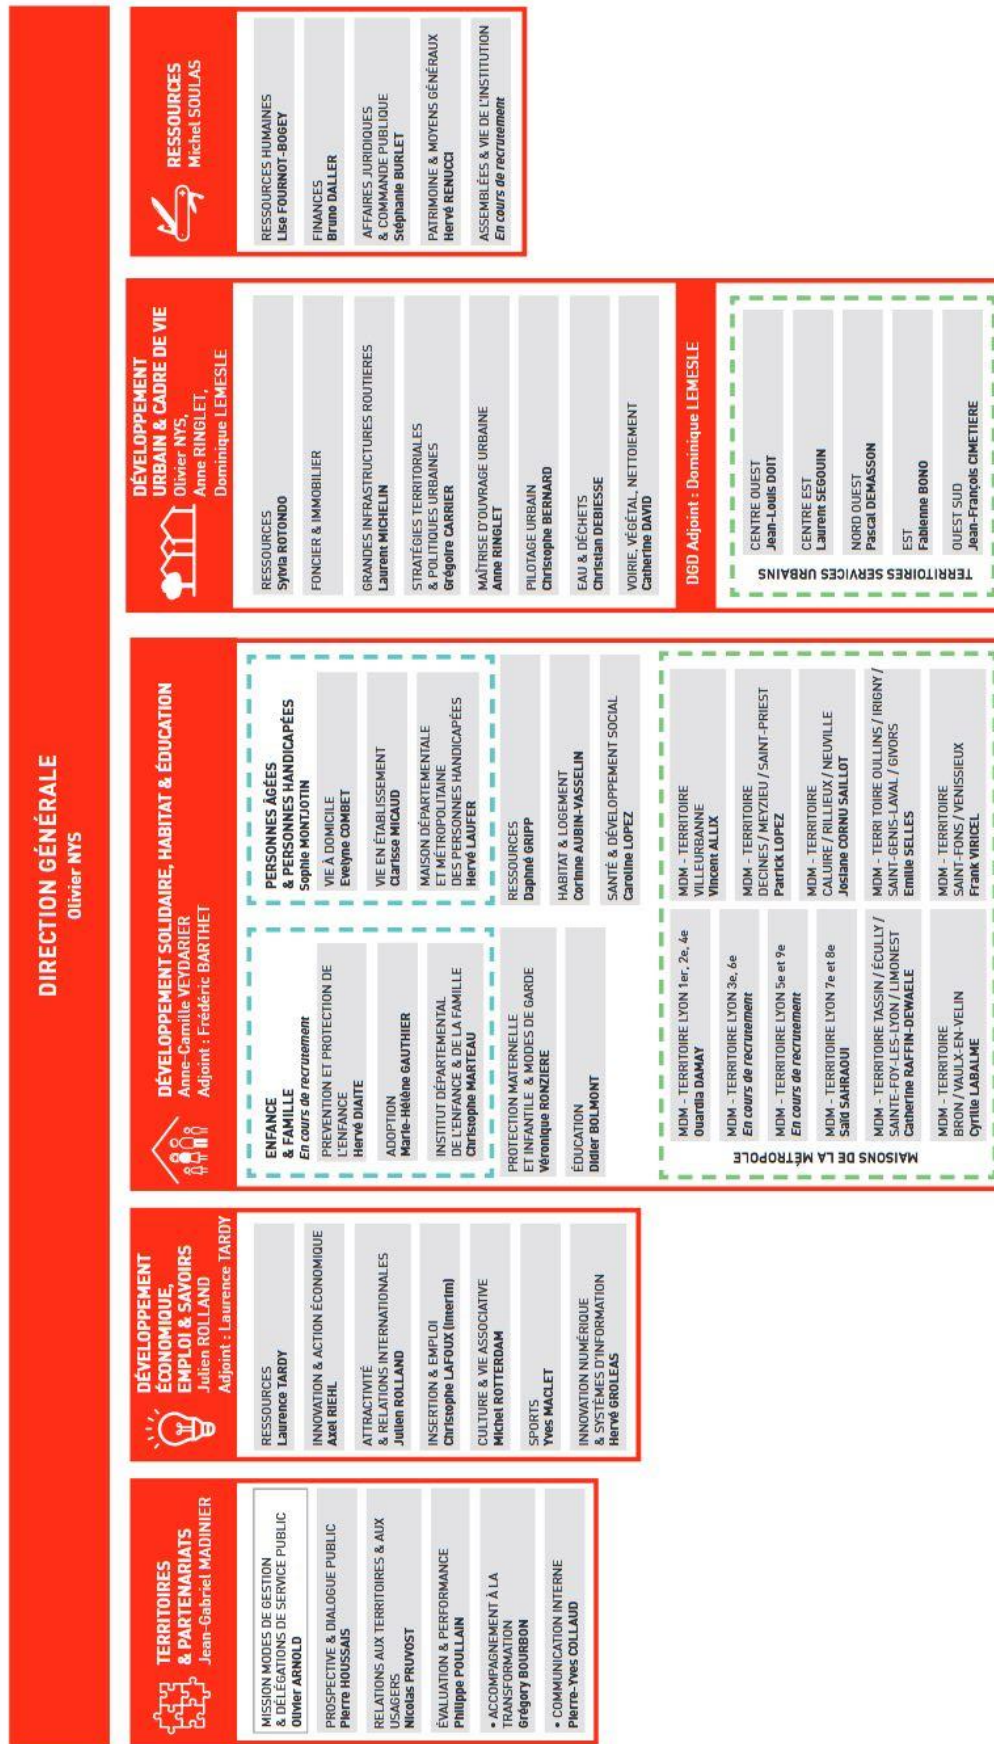 DIRECTION GÉNÉRALE
Olivier NYS
TERRITOIRES
& PARTENARIATS
Jean-Gabriel MADINIER
MISSION MODES DE GESTION
& DÉLÉGATIONS DE SERVICE PUBLIC
Olivier ARNOLD
PROSPECTIVE & DIALOGUE PUBLIC
Pierre HOUSSAIS
RELATIONS AUX TERRITOIRES & AUX
USAGERS
Nicolas PRUVOST
ÉVALUATION & PERFORMANCE
Philippe POULLAIN
• ACCOMPAGNEMENT À LA
TRANSFORMATION
Grégory BOURBON
• COMMUNICATION INTERNE
Pierre-Yves COLLAUD
DÉVELOPPEMENT
ÉCONOMIQUE,
EMPLOI & SAVOIRS
Julien ROLLAND
Adjoint : Laurence TARDY
RESSOURCES
Laurence TARDY
INNOVATION & ACTION ÉCONOMIQUE
Axel RIEHL
ATTRACTIVITÉ
& RELATIONS INTERNATIONALES
Julien ROLLAND
INSERTION & EMPLOI
Christophe LAFOUX (Interim)
CULTURE & VIE ASSOCIATIVE
Michel ROTTERDAM
SPORTS
Yves MACLET
INNOVATION NUMÉRIQUE
& SYSTÈMES D'INFORMATION
Hervé GROLEAS
DÉVELOPPEMENT SOLIDAIRE, HABITAT & ÉDUCATION
Anne-Camille VEYDARIER
Adjoint : Frédéric BARTHET
ENFANCE
& FAMILLE
En cours de recrutement
PREVENTION ET PROTECTION DE
L'ENFANCE
Hervé DIAITE
ADOPTION
Marie-Hélène GAUTHIER
INSTITUT DÉPARTEMENTAL
DE L'ENFANCE & DE LA FAMILLE
Christophe MARTEAU
PROTECTION MATERNELLE
ET INFANTILE & MODES DE GARDE
Véronique RONZIERE
ÉDUCATION
Didier BOLMONT
PERSONNES ÂGÉES
& PERSONNES HANDICAPÉES
Sophie MONTJOTIN
VIE À DOMICILE
Evelyne COMBET
VIE EN ÉTABLISSEMENT
Clarisse MICAUD
MAISON DÉPARTEMENTALE
ET MÉTROPOLITAINE
DES PERSONNES HANDICAPÉES
Hervé LAUFER
RESSOURCES
Daphné GRIPP
HABITAT & LOGEMENT
Corinne AUBIN-VASSELIN
SANTÉ & DÉVELOPPEMENT SOCIAL
Caroline LOPEZ
MAISONS DE LA MÉTROPOLE
MDM - TERRITOIRE LYON 1er, 2e, 4e
Ouardia DAMAY
MDM - TERRITOIRE LYON 3e, 6e
En cours de recrutement
MDM - TERRITOIRE LYON 5e et 9e
En cours de recrutement
MDM - TERRITOIRE LYON 7e et 8e
Saïd SAHRAOUI
MDM - TERRITOIRE TASSIN / ÉCULLY /
SAINTE-FOY-LES-LYON / LIMONEST
Catherine RAFFIN-DEWAELE
MDM - TERRITOIRE
BRON / VAULX-EN-VELIN
Cyrille LABALME
MDM - TERRITOIRE
VILLEURBANNE
Vincent ALLIX
MDM - TERRITOIRE
DECINES / MEYZIEU / SAINT-PRIEST
Patrick LOPEZ
MDM - TERRITOIRE
CALUIRE / RILLIEUX / NEUVILLE
Josiane CORNU SAILLOT
MDM - TERRI TOIRE OULLINS / IRIGNY /
SAINT-GENIS-LAVAL / GIVORS
Emilie SELLES
MDM - TERRITOIRE
SAINT-FONS / VENISSIEUX
Frank VIRICEL
DÉVELOPPEMENT
URBAIN & CADRE DE VIE
Olivier NYS,
Anne RINGLET,
Dominique LEMESLE
RESSOURCES
Sylvia ROTONDO
FONCIER & IMMOBILIER
GRANDES INFRASTRUCTURES ROUTIERES
Laurent MICHELIN
STRATÉGIES TERRITORIALES
& POLITIQUES URBAINES
Grégoire CARRIER
MAÎTRISE D'OUVRAGE URBAINE
Anne RINGLET
PILOTAGE URBAIN
Christophe BERNARD
EAU & DÉCHETS
Christian DEBIESSE
VOIRIE, VÉGÉTAL, NETTOIEMENT
Catherine DAVID
DGD Adjoint : Dominique LEMESLE
TERRITOIRES SERVICES URBAINS
CENTRE OUEST
Jean-Louis DOIT
CENTRE EST
Laurent SEGOUIN
NORD OUEST
Pascal DEMASSON
EST
Fabienne BONO
OUEST SUD
Jean-François CIMETIERE
RESSOURCES
Michel SOULAS
RESSOURCES HUMAINES
Lise FOURNOT-BOGEY
FINANCES
Bruno DALLER
AFFAIRES JURIDIQUES
& COMMANDE PUBLIQUE
Stéphanie BURLET
PATRIMOINE & MOYENS GÉNÉRAUX
Hervé RENUCCI
ASSEMBLÉES & VIE DE L'INSTITUTION
En cours de recrutement